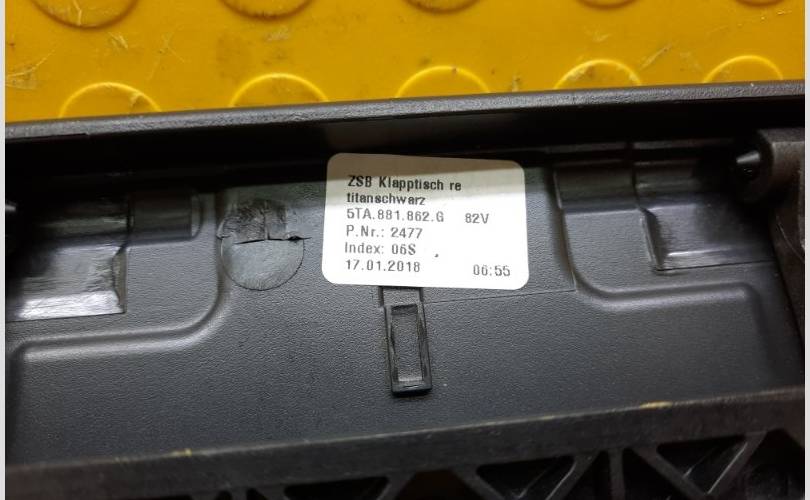 ZSB Klapptisch re
titanschwarz
5TA.881.862.G 82V
P.Nr.: 2477
Index: 06S
17.01.2018 06:55